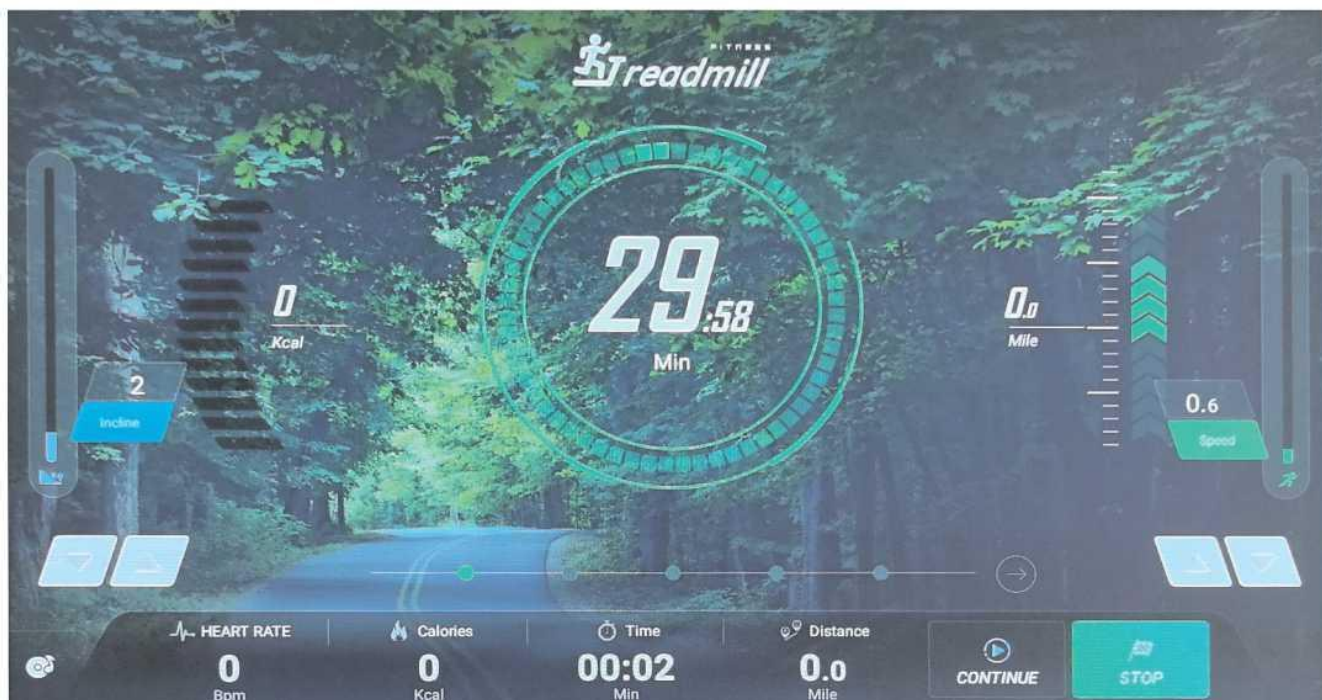 FITNESS
Treadmill
29:58
Min
0
Kcal
0.0
Mile
2
Incline
0.6
Speed
HEART RATE
0
Bpm
Calories
0
Kcal
Time
00:02
Min
Distance
0.0
Mile
CONTINUE
STOP